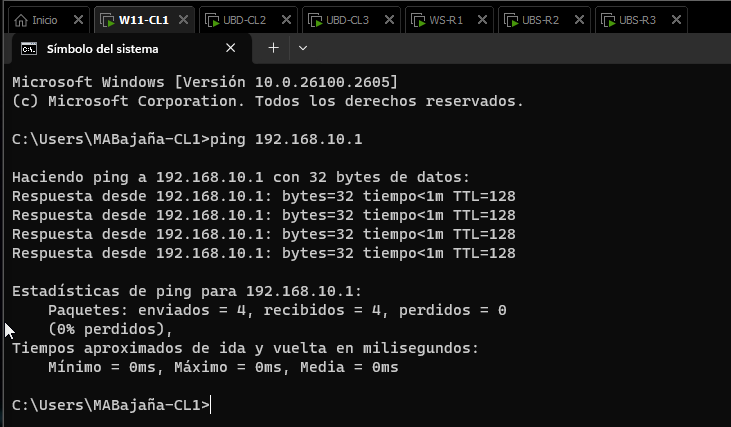 Inicio W11-CL1 UBD-CL2 UBD-CL3 WS-R1 UBS-R2 UBS-R3
Símbolo del sistema
Microsoft Windows [Versión 10.0.26100.2605]
(c) Microsoft Corporation. Todos los derechos reservados.
C:\Users\MABajaña-CL1>ping 192.168.10.1
Haciendo ping a 192.168.10.1 con 32 bytes de datos:
Respuesta desde 192.168.10.1: bytes=32 tiempo<1m TTL=128
Respuesta desde 192.168.10.1: bytes=32 tiempo<1m TTL=128
Respuesta desde 192.168.10.1: bytes=32 tiempo<1m TTL=128
Respuesta desde 192.168.10.1: bytes=32 tiempo<1m TTL=128
Estadísticas de ping para 192.168.10.1:
Paquetes: enviados = 4, recibidos = 4, perdidos = 0
(0% perdidos),
Tiempos aproximados de ida y vuelta en milisegundos:
Mínimo = 0ms, Máximo = 0ms, Media = 0ms
C:\Users\MABajaña-CL1>